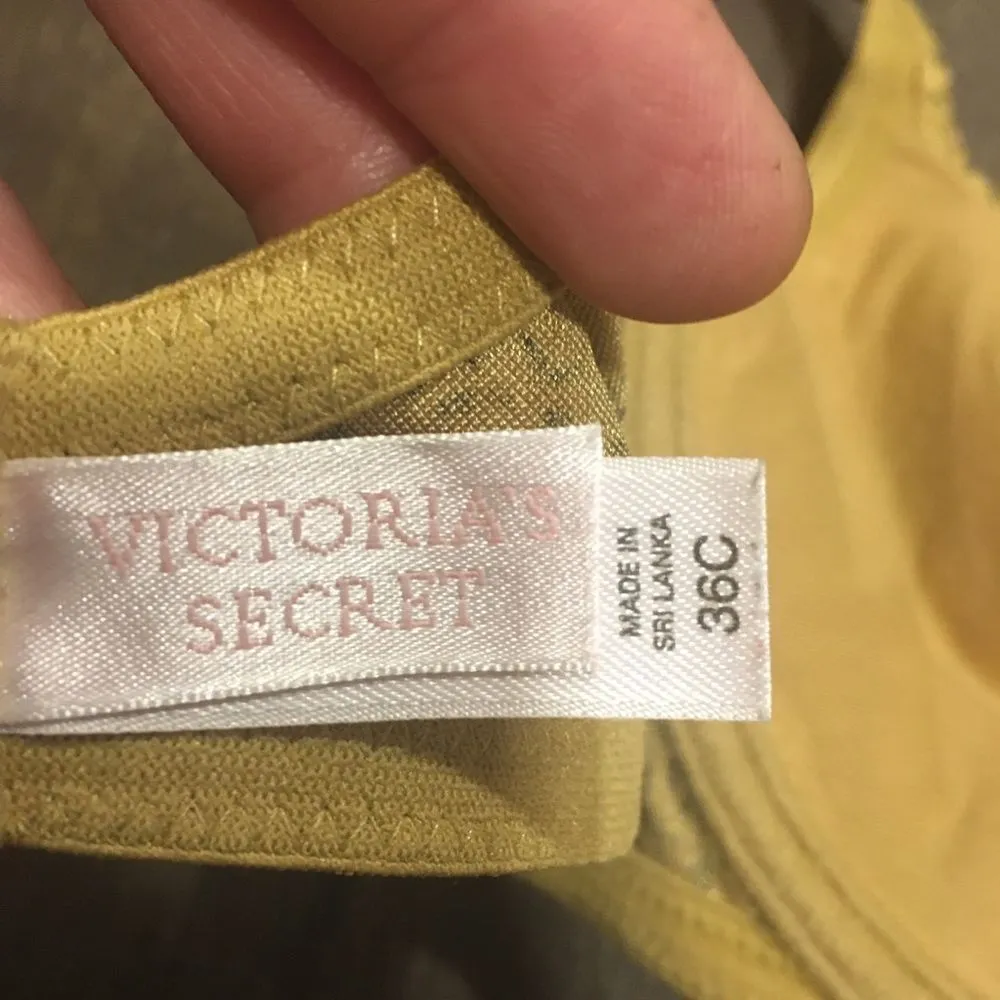 VICTORIA'S
SECRET
MADE IN
SRI LANKA
36C